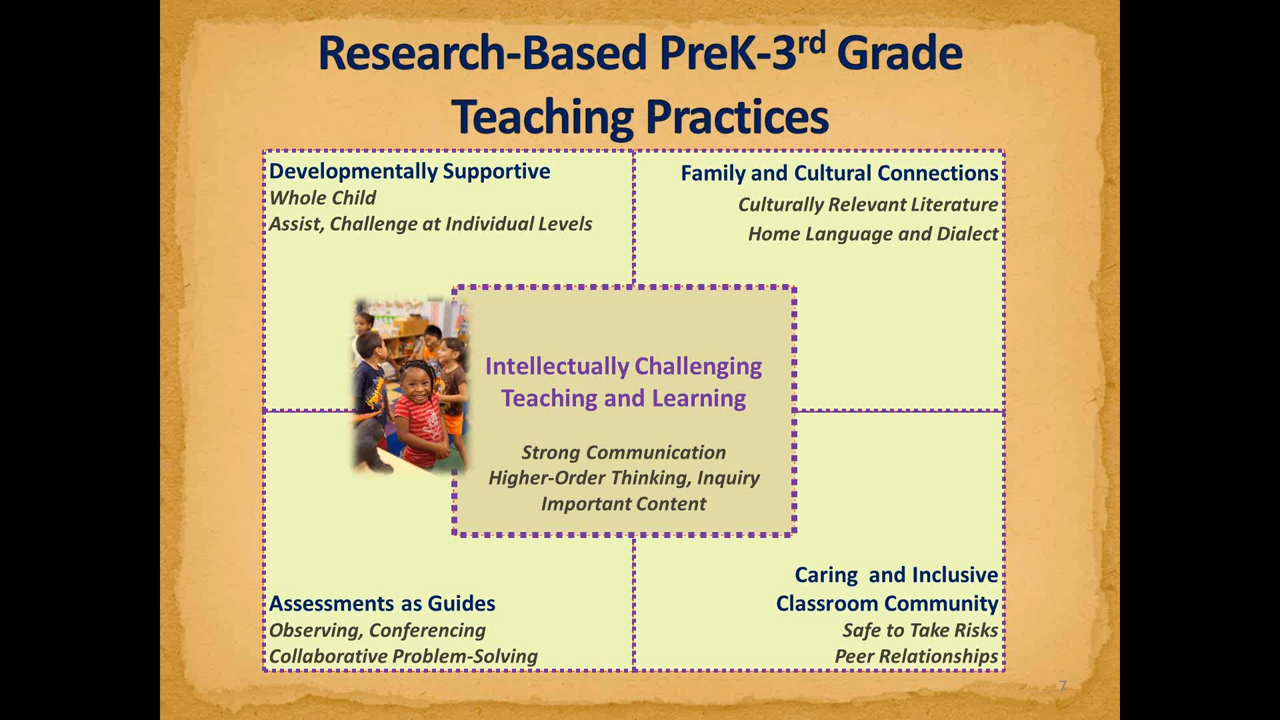 Research-Based PreK-3rd Grade
Teaching Practices
Developmentally Supportive
Whole Child
Assist, Challenge at Individual Levels
Family and Cultural Connections
Culturally Relevant Literature
Home Language and Dialect
Intellectually Challenging
Teaching and Learning
Strong Communication
Higher-Order Thinking, Inquiry
Important Content
Assessments as Guides
Observing, Conferencing
Collaborative Problem-Solving
Caring and Inclusive
Classroom Community
Safe to Take Risks
Peer Relationships
7